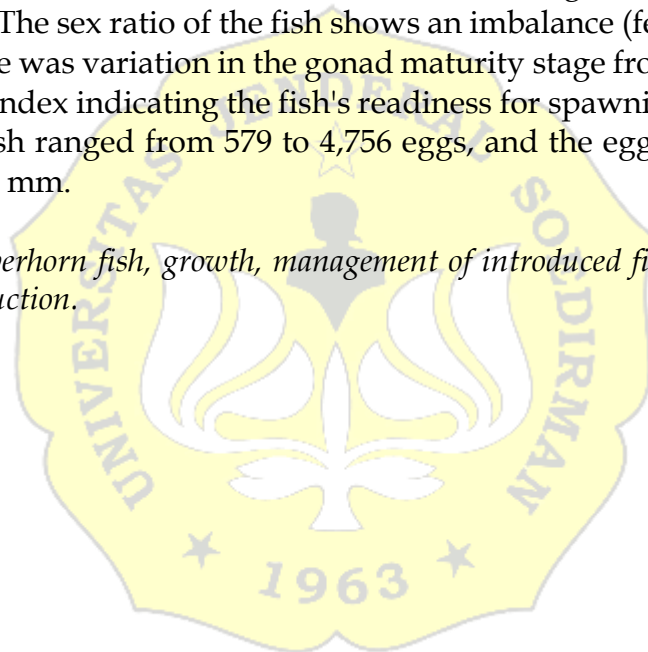 The sex ratio of the fish shows an imbalance (fe
e was variation in the gonad maturity stage fro
ndex indicating the fish's readiness for spawni
sh ranged from 579 to 4,756 eggs, and the egg
mm.
erhorn fish, growth, management of introduced fi
uction.
UNIVERSITAS JENDERAL SOEDIRMAN
1963